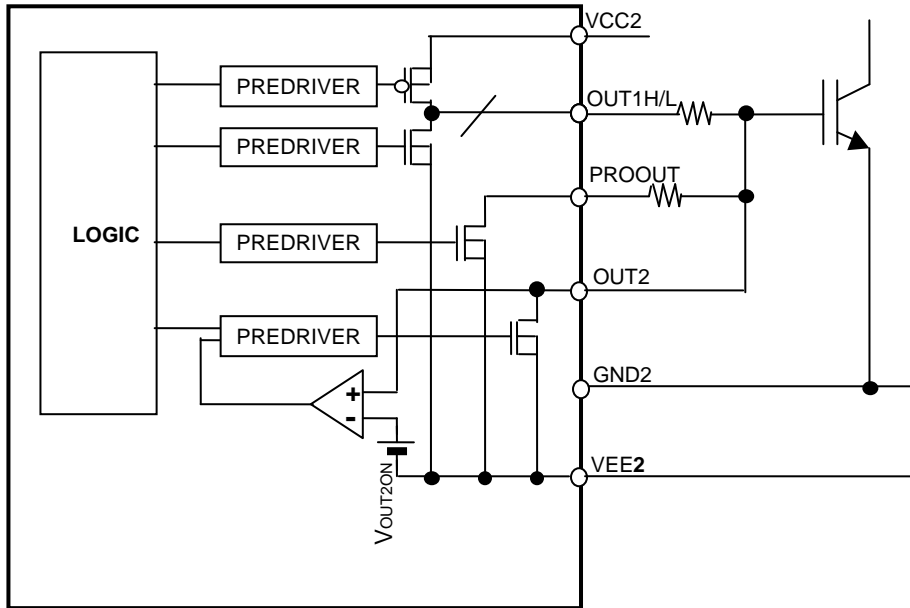 VCC2
PREDRIVER
OUT1H/L
PREDRIVER
PROOUT
LOGIC
PREDRIVER
OUT2
PREDRIVER
GND2
+
-
VEE2
VOUT2ON